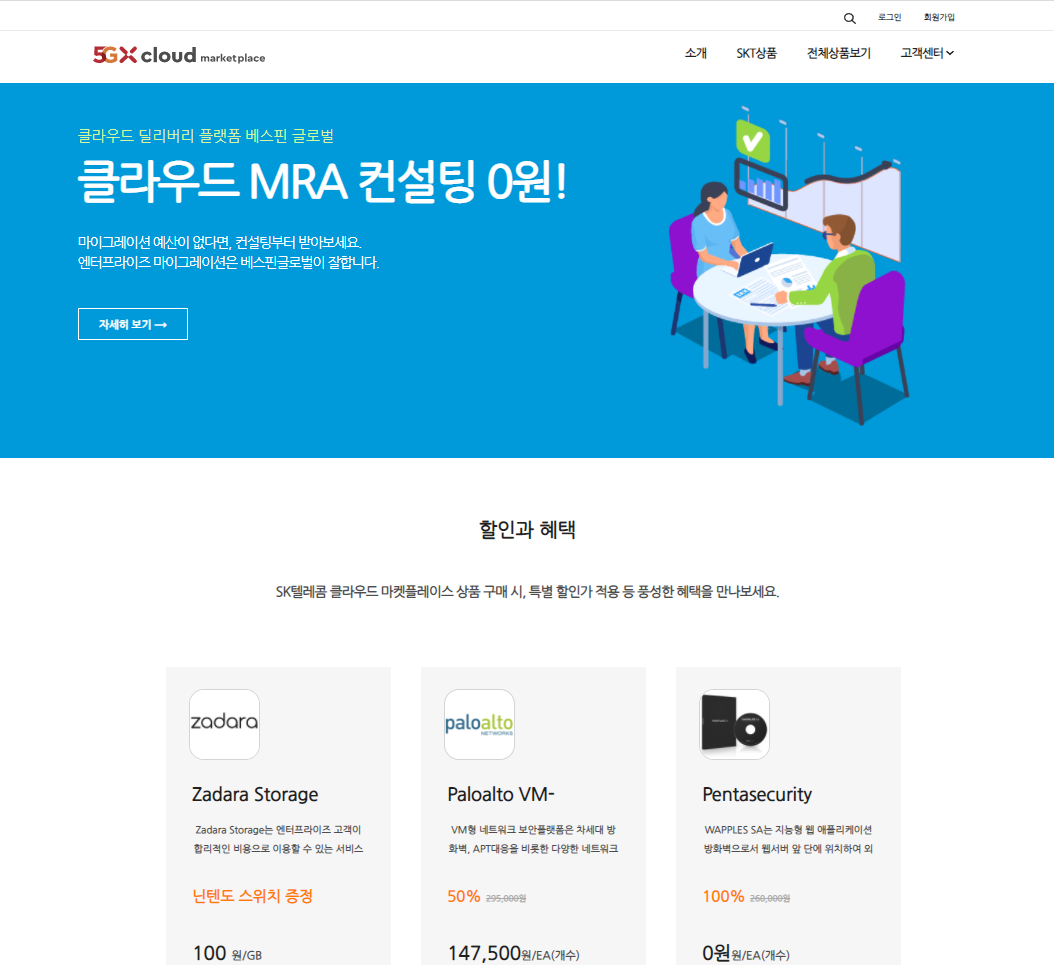 로그인 회원가입
5GX cloud marketplace
소개 SKT상품 전체상품보기 고객센터
클라우드 딜리버리 플랫폼 베스핀 글로벌
클라우드 MRA 컨설팅 0원!
마이그레이션 예산이 없다면, 컨설팅부터 받아보세요.
엔터프라이즈 마이그레이션은 베스핀글로벌이 잘합니다.
자세히 보기 →
할인과 혜택
SK텔레콤 클라우드 마켓플레이스 상품 구매 시, 특별 할인가 적용 등 풍성한 혜택을 만나보세요.
zadara
Zadara Storage
Zadara Storage는 엔터프라이즈 고객이
합리적인 비용으로 이용할 수 있는 서비스
닌텐도 스위치 증정
100 원/GB
paloalto
NETWORKS
Paloalto VM-
VM형 네트워크 보안플랫폼은 차세대 방
화벽, APT대응을 비롯한 다양한 네트워크
50% 295,000원
147,500원/EA(개수)
Pentasecurity
WAPPLES SA는 지능형 웹 애플리케이션
방화벽으로서 웹서버 앞 단에 위치하여 외
100% 260,000원
0원원/EA(개수)